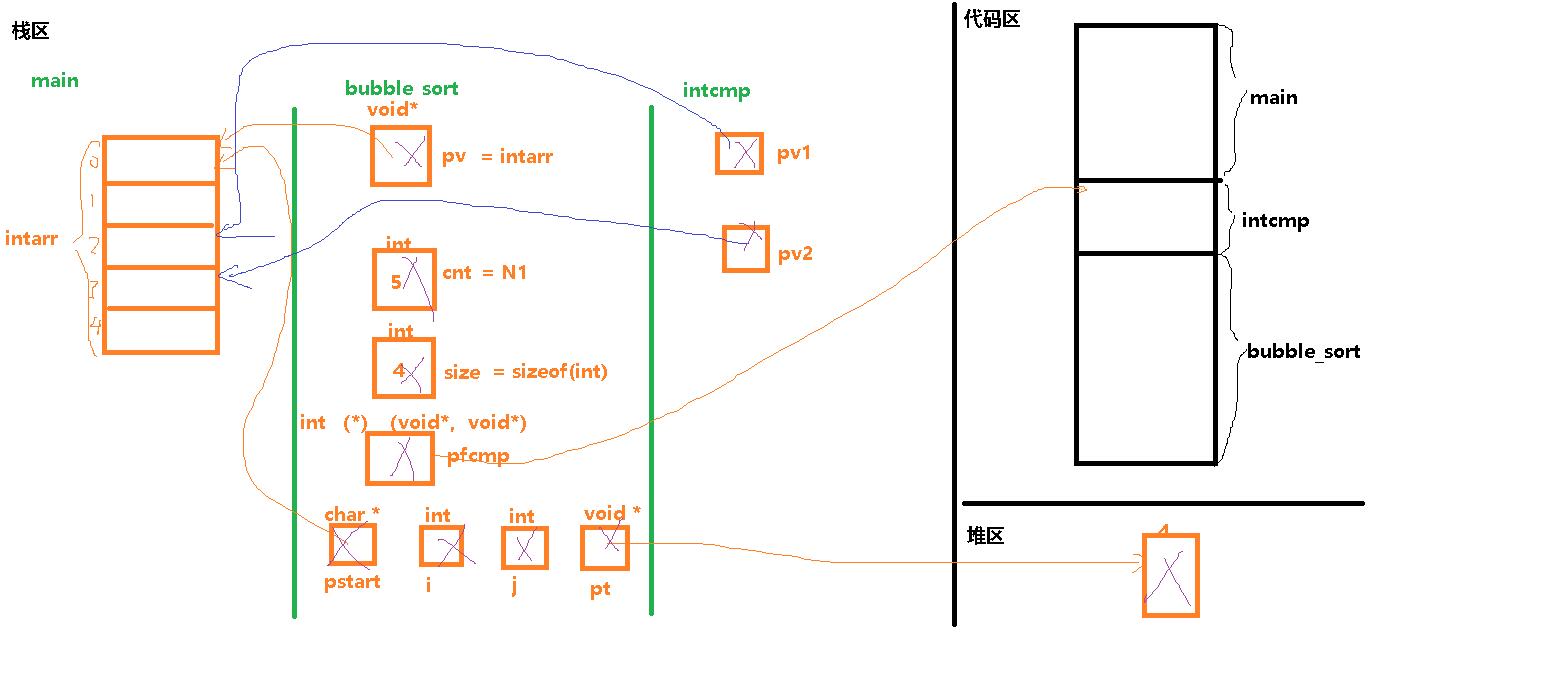 栈区
main
intarr
0
1
2
3
4
bubble sort
void*
pv = intarr
int
5
cnt = N1
int
4
size = sizeof(int)
int (*) (void*, void*)
pfcmp
char *
pstart
int
i
int
j
void *
pt
intcmp
pv1
pv2
代码区
main
intcmp
bubble_sort
堆区
4